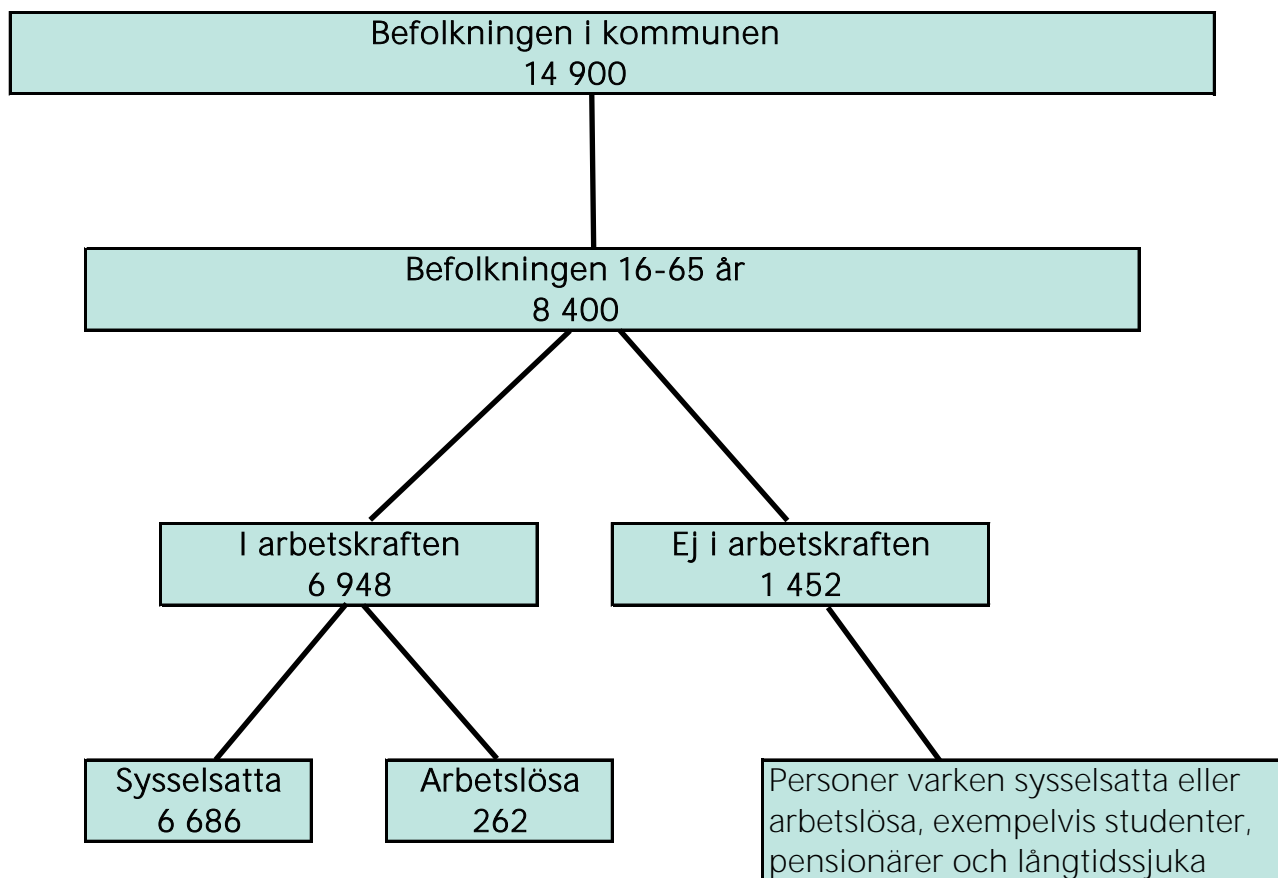 Befolkningen i kommunen
14 900
Befolkningen 16-65 år
8 400
I arbetskraften
6 948
Ej i arbetskraften
1 452
Sysselsatta
6 686
Arbetslösa
262
Personer varken sysselsatta eller
arbetslösa, exempelvis studenter,
pensionärer och långtidssjuka